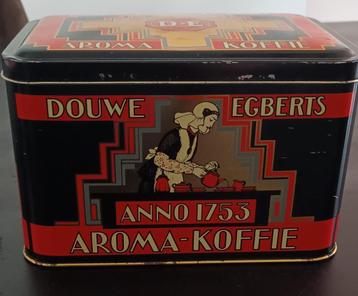 D·E
AROMA KOFFIE
DOUWE EGBERTS
ANNO 1753
AROMA-KOFFIE